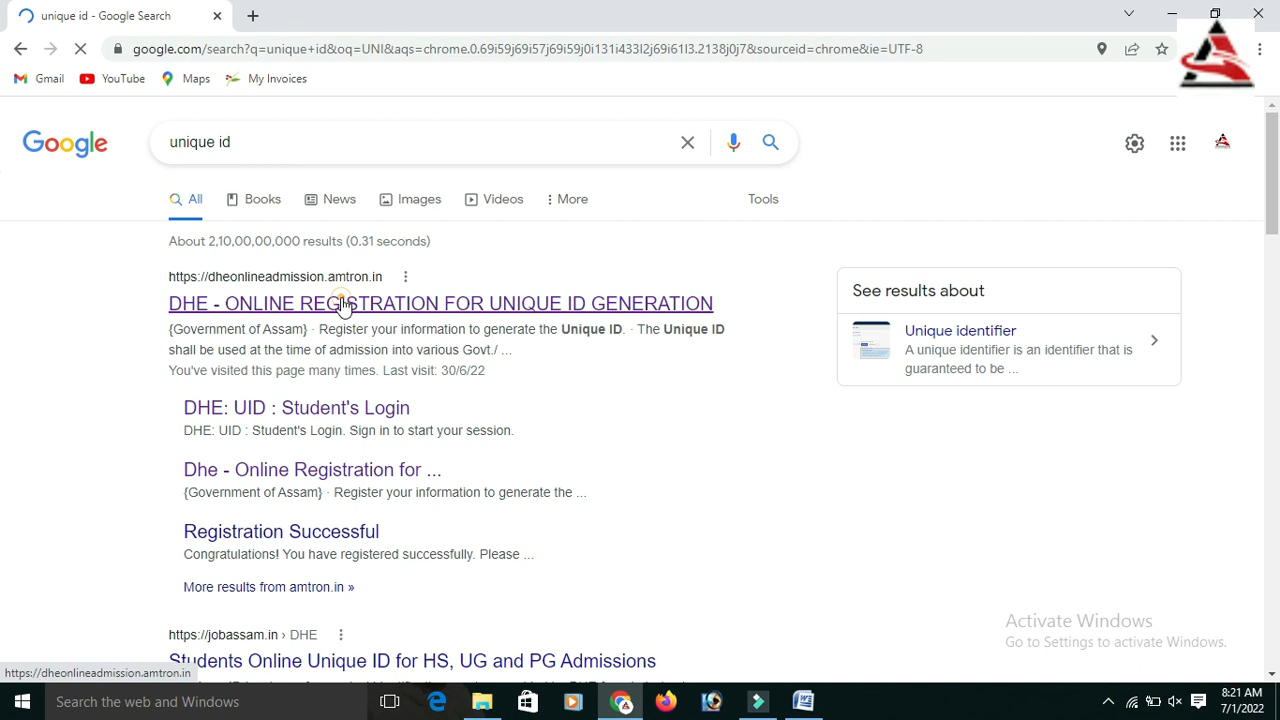 unique id - Google Search
google.com/search?q=unique+id&oq=UNI&aqs=chrome.0.69i59j69i57j69i59j0i131i433l2j69i61l3.2138j0j7&sourceid=chrome&ie=UTF-8
Gmail YouTube Maps My Invoices
Google
unique id
All Books News Images Videos More Tools
About 2,10,00,00,000 results (0.31 seconds)
https://dheonlineadmission.amtron.in
DHE - ONLINE REGISTRATION FOR UNIQUE ID GENERATION
{Government of Assam} · Register your information to generate the Unique ID. · The Unique ID
shall be used at the time of admission into various Govt./ ...
You've visited this page many times. Last visit: 30/6/22
DHE: UID : Student's Login
DHE: UID : Student's Login. Sign in to start your session.
Dhe - Online Registration for ...
{Government of Assam} · Register your information to generate the ...
Registration Successful
Congratulations! You have registered successfully. Please ...
More results from amtron.in »
https://jobassam.in › DHE
Students Online Unique ID for HS, UG and PG Admissions
See results about
Unique identifier
A unique identifier is an identifier that is
guaranteed to be ...
Activate Windows
Go to Settings to activate Windows.
https://dheonlineadmission.amtron.in
Search the web and Windows
8:21 AM
7/1/2022